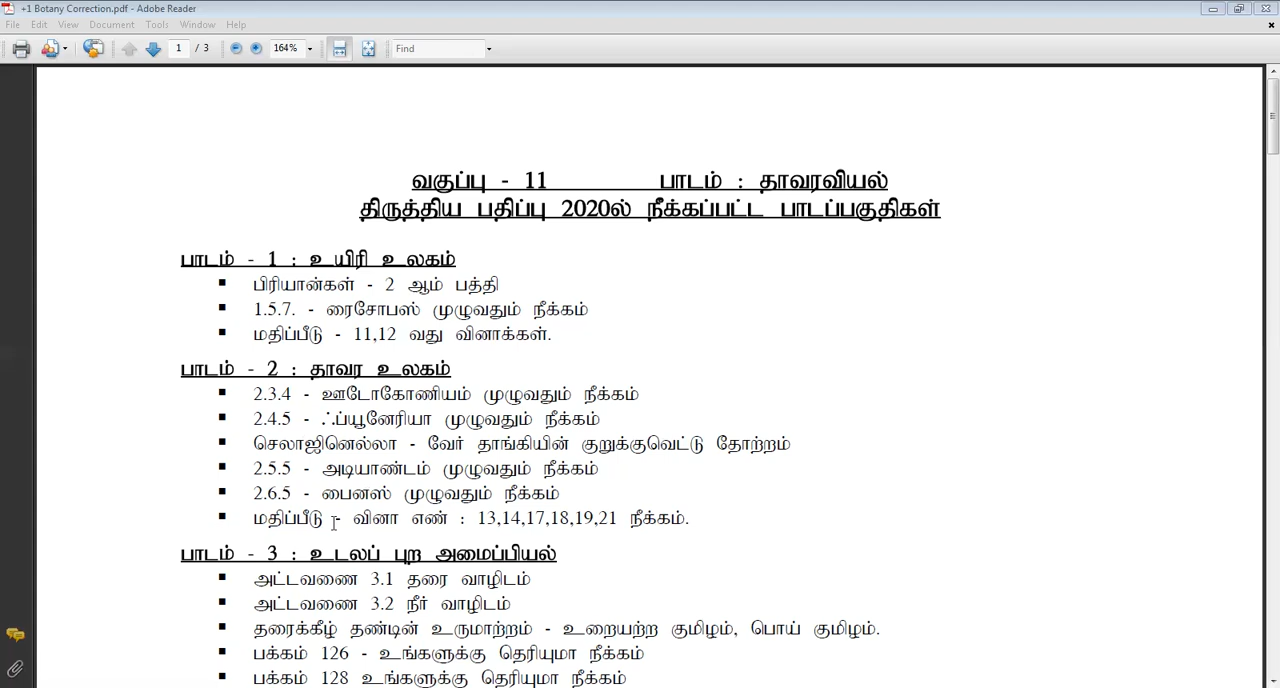 +1 Botany Correction.pdf - Adobe Reader
File Edit View Document Tools Window Help
1 / 3 164% Find
வகுப்பு - 11 பாடம் : தாவரவியல்
திருத்திய பதிப்பு 2020ல் நீக்கப்பட்ட பாடப்பகுதிகள்
பாடம் - 1 : உயிரி உலகம்
▪ பிரியான்கள் - 2 ஆம் பத்தி
▪ 1.5.7. - ரைசோபஸ் முழுவதும் நீக்கம்
▪ மதிப்பீடு - 11,12 வது வினாக்கள்.
பாடம் - 2 : தாவர உலகம்
▪ 2.3.4 - ஊடோகோணியம் முழுவதும் நீக்கம்
▪ 2.4.5 - ஃப்யூனேரியா முழுவதும் நீக்கம்
▪ செலாஜினெல்லா - வேர் தாங்கியின் குறுக்குவெட்டு தோற்றம்
▪ 2.5.5 - அடியாண்டம் முழுவதும் நீக்கம்
▪ 2.6.5 - பைனஸ் முழுவதும் நீக்கம்
▪ மதிப்பீடு - வினா எண் : 13,14,17,18,19,21 நீக்கம்.
பாடம் - 3 : உடலப் புற அமைப்பியல்
▪ அட்டவணை 3.1 தரை வாழிடம்
▪ அட்டவணை 3.2 நீர் வாழிடம்
▪ தரைக்கீழ் தண்டின் உருமாற்றம் - உறையற்ற குமிழம், பொய் குமிழம்.
▪ பக்கம் 126 - உங்களுக்கு தெரியுமா நீக்கம்
▪ பக்கம் 128 உங்களுக்கு தெரியுமா நீக்கம்